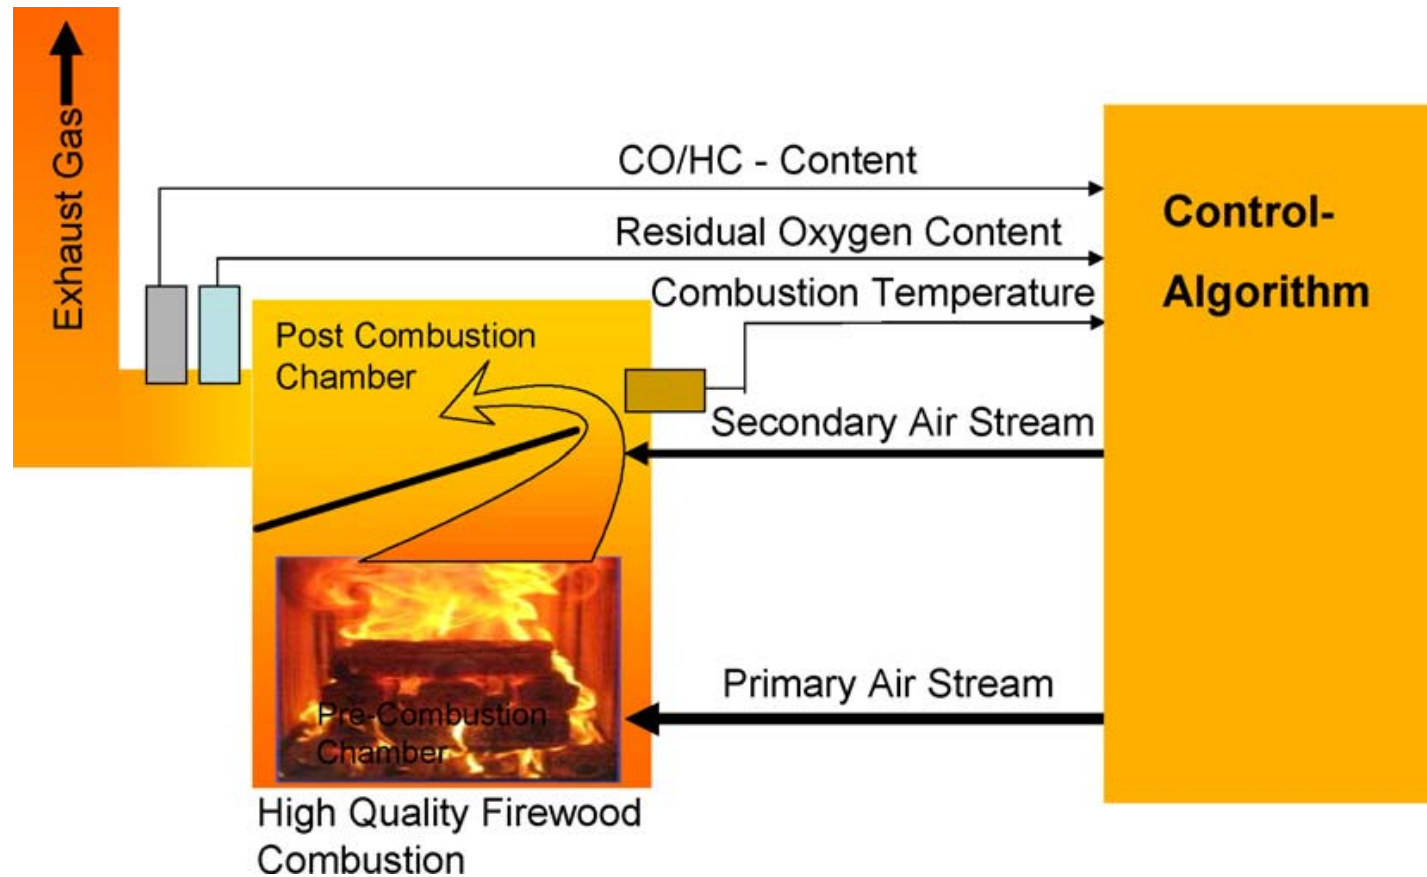 Exhaust Gas
CO/HC - Content
Residual Oxygen Content
Combustion Temperature
Control-
Algorithm
Post Combustion
Chamber
Secondary Air Stream
Primary Air Stream
Pre-Combustion
Chamber
High Quality Firewood
Combustion